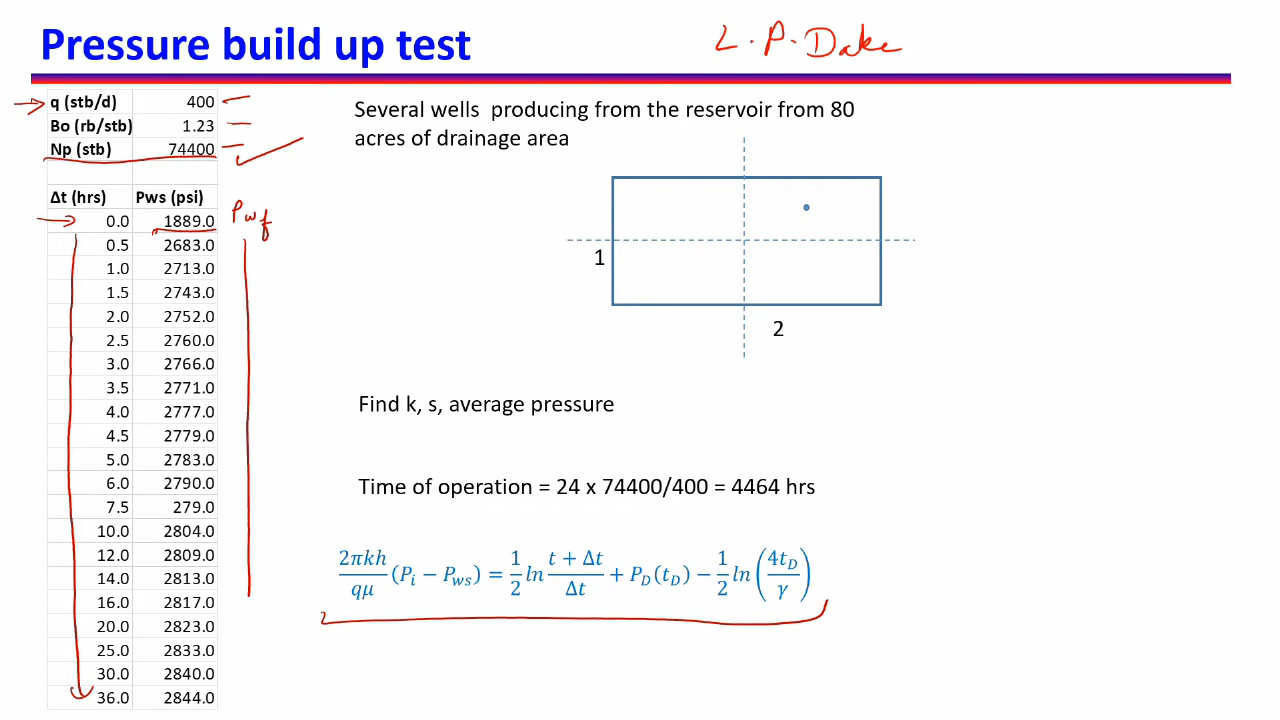 Pressure build up test
L. P. Dake
q (stb/d) 400
Bo (rb/stb) 1.23
Np (stb) 74400
Δt (hrs) Pws (psi)
0.0 1889.0 Pwf
0.5 2683.0
1.0 2713.0
1.5 2743.0
2.0 2752.0
2.5 2760.0
3.0 2766.0
3.5 2771.0
4.0 2777.0
4.5 2779.0
5.0 2783.0
6.0 2790.0
7.5 279.0
10.0 2804.0
12.0 2809.0
14.0 2813.0
16.0 2817.0
20.0 2823.0
25.0 2833.0
30.0 2840.0
36.0 2844.0
Several wells producing from the reservoir from 80
acres of drainage area
1
2
Find k, s, average pressure
Time of operation = 24 x 74400/400 = 4464 hrs
2πkh/qμ (P_i − P_ws) = 1/2 ln (t + Δt)/Δt + P_D(t_D) − 1/2 ln (4t_D/γ)